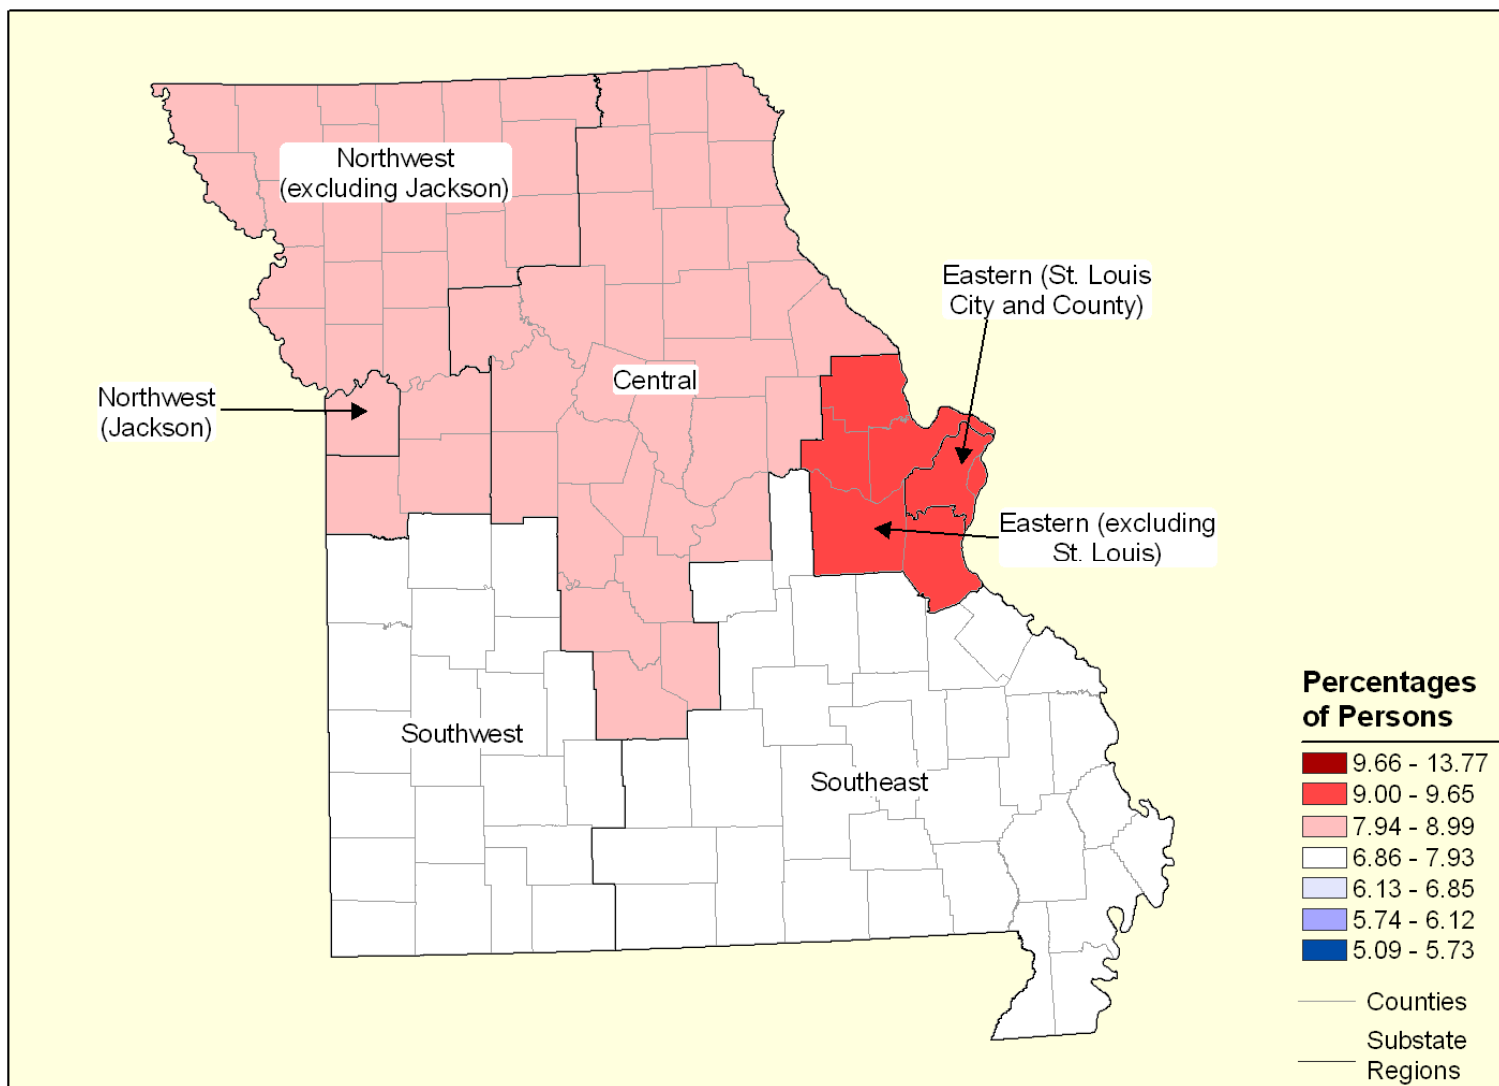 Northwest
(excluding Jackson)
Eastern (St. Louis
City and County)
Central
Northwest
(Jackson)
Eastern (excluding
St. Louis)
Southwest
Southeast
Percentages
of Persons
9.66 - 13.77
9.00 - 9.65
7.94 - 8.99
6.86 - 7.93
6.13 - 6.85
5.74 - 6.12
5.09 - 5.73
Counties
Substate
Regions